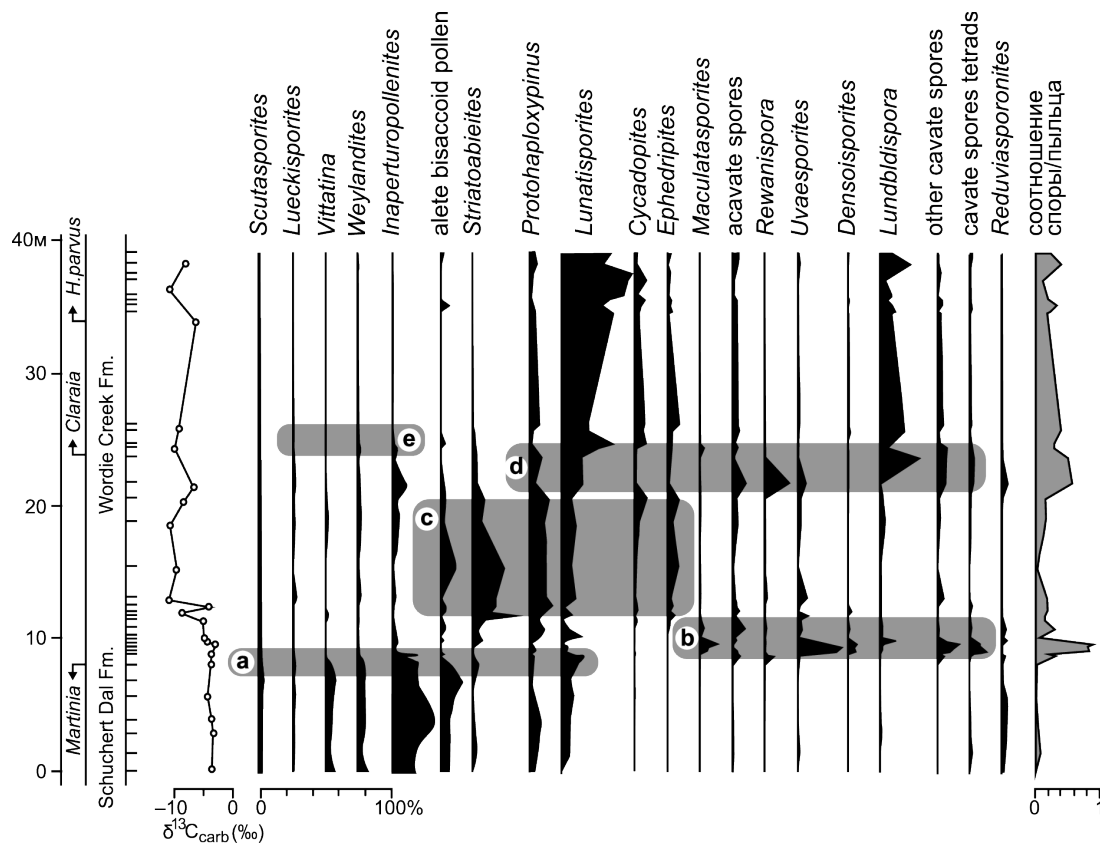 Scutasporites
Lueckisporites
Vittatina
Weylandites
Inaperturopollenites
alete bisaccoid pollen
Striatoabieites
Protohaploxypinus
Lunatisporites
Cycadopites
Ephedripites
Maculatasporites
acavate spores
Rewanispora
Uvaesporites
Densoisporites
Lundbldispora
other cavate spores
cavate spores tetrads
Reduviasporonites
соотношение
споры/пыльца
40м
30
20
10
0
H.parvus
Claraia
Martinia
Wordie Creek Fm.
Schuchert Dal Fm.
a
b
c
d
e
–10 0
δ13Ccarb(‰)
0 100%
0 1